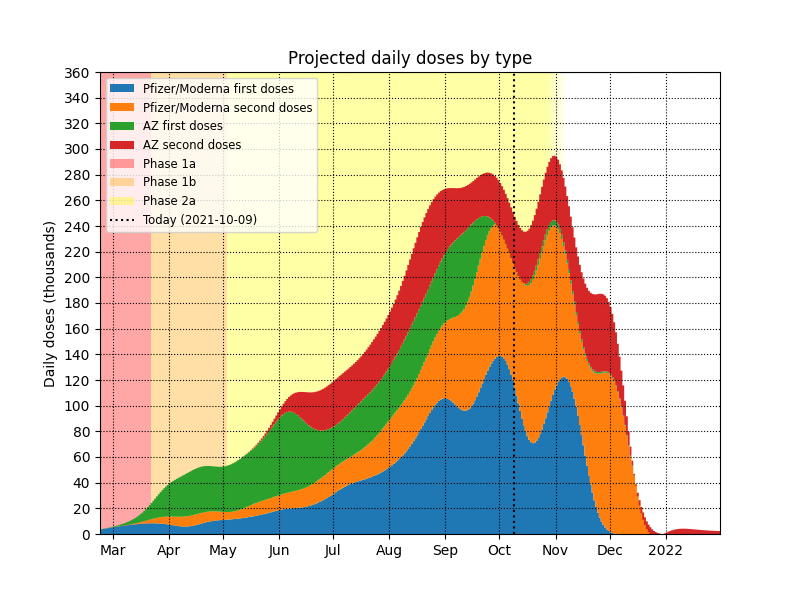 Projected daily doses by type
Daily doses (thousands)
360
340
320
300
280
260
240
220
200
180
160
140
120
100
80
60
40
20
0
Pfizer/Moderna first doses
Pfizer/Moderna second doses
AZ first doses
AZ second doses
Phase 1a
Phase 1b
Phase 2a
Today (2021-10-09)
Mar Apr May Jun Jul Aug Sep Oct Nov Dec 2022